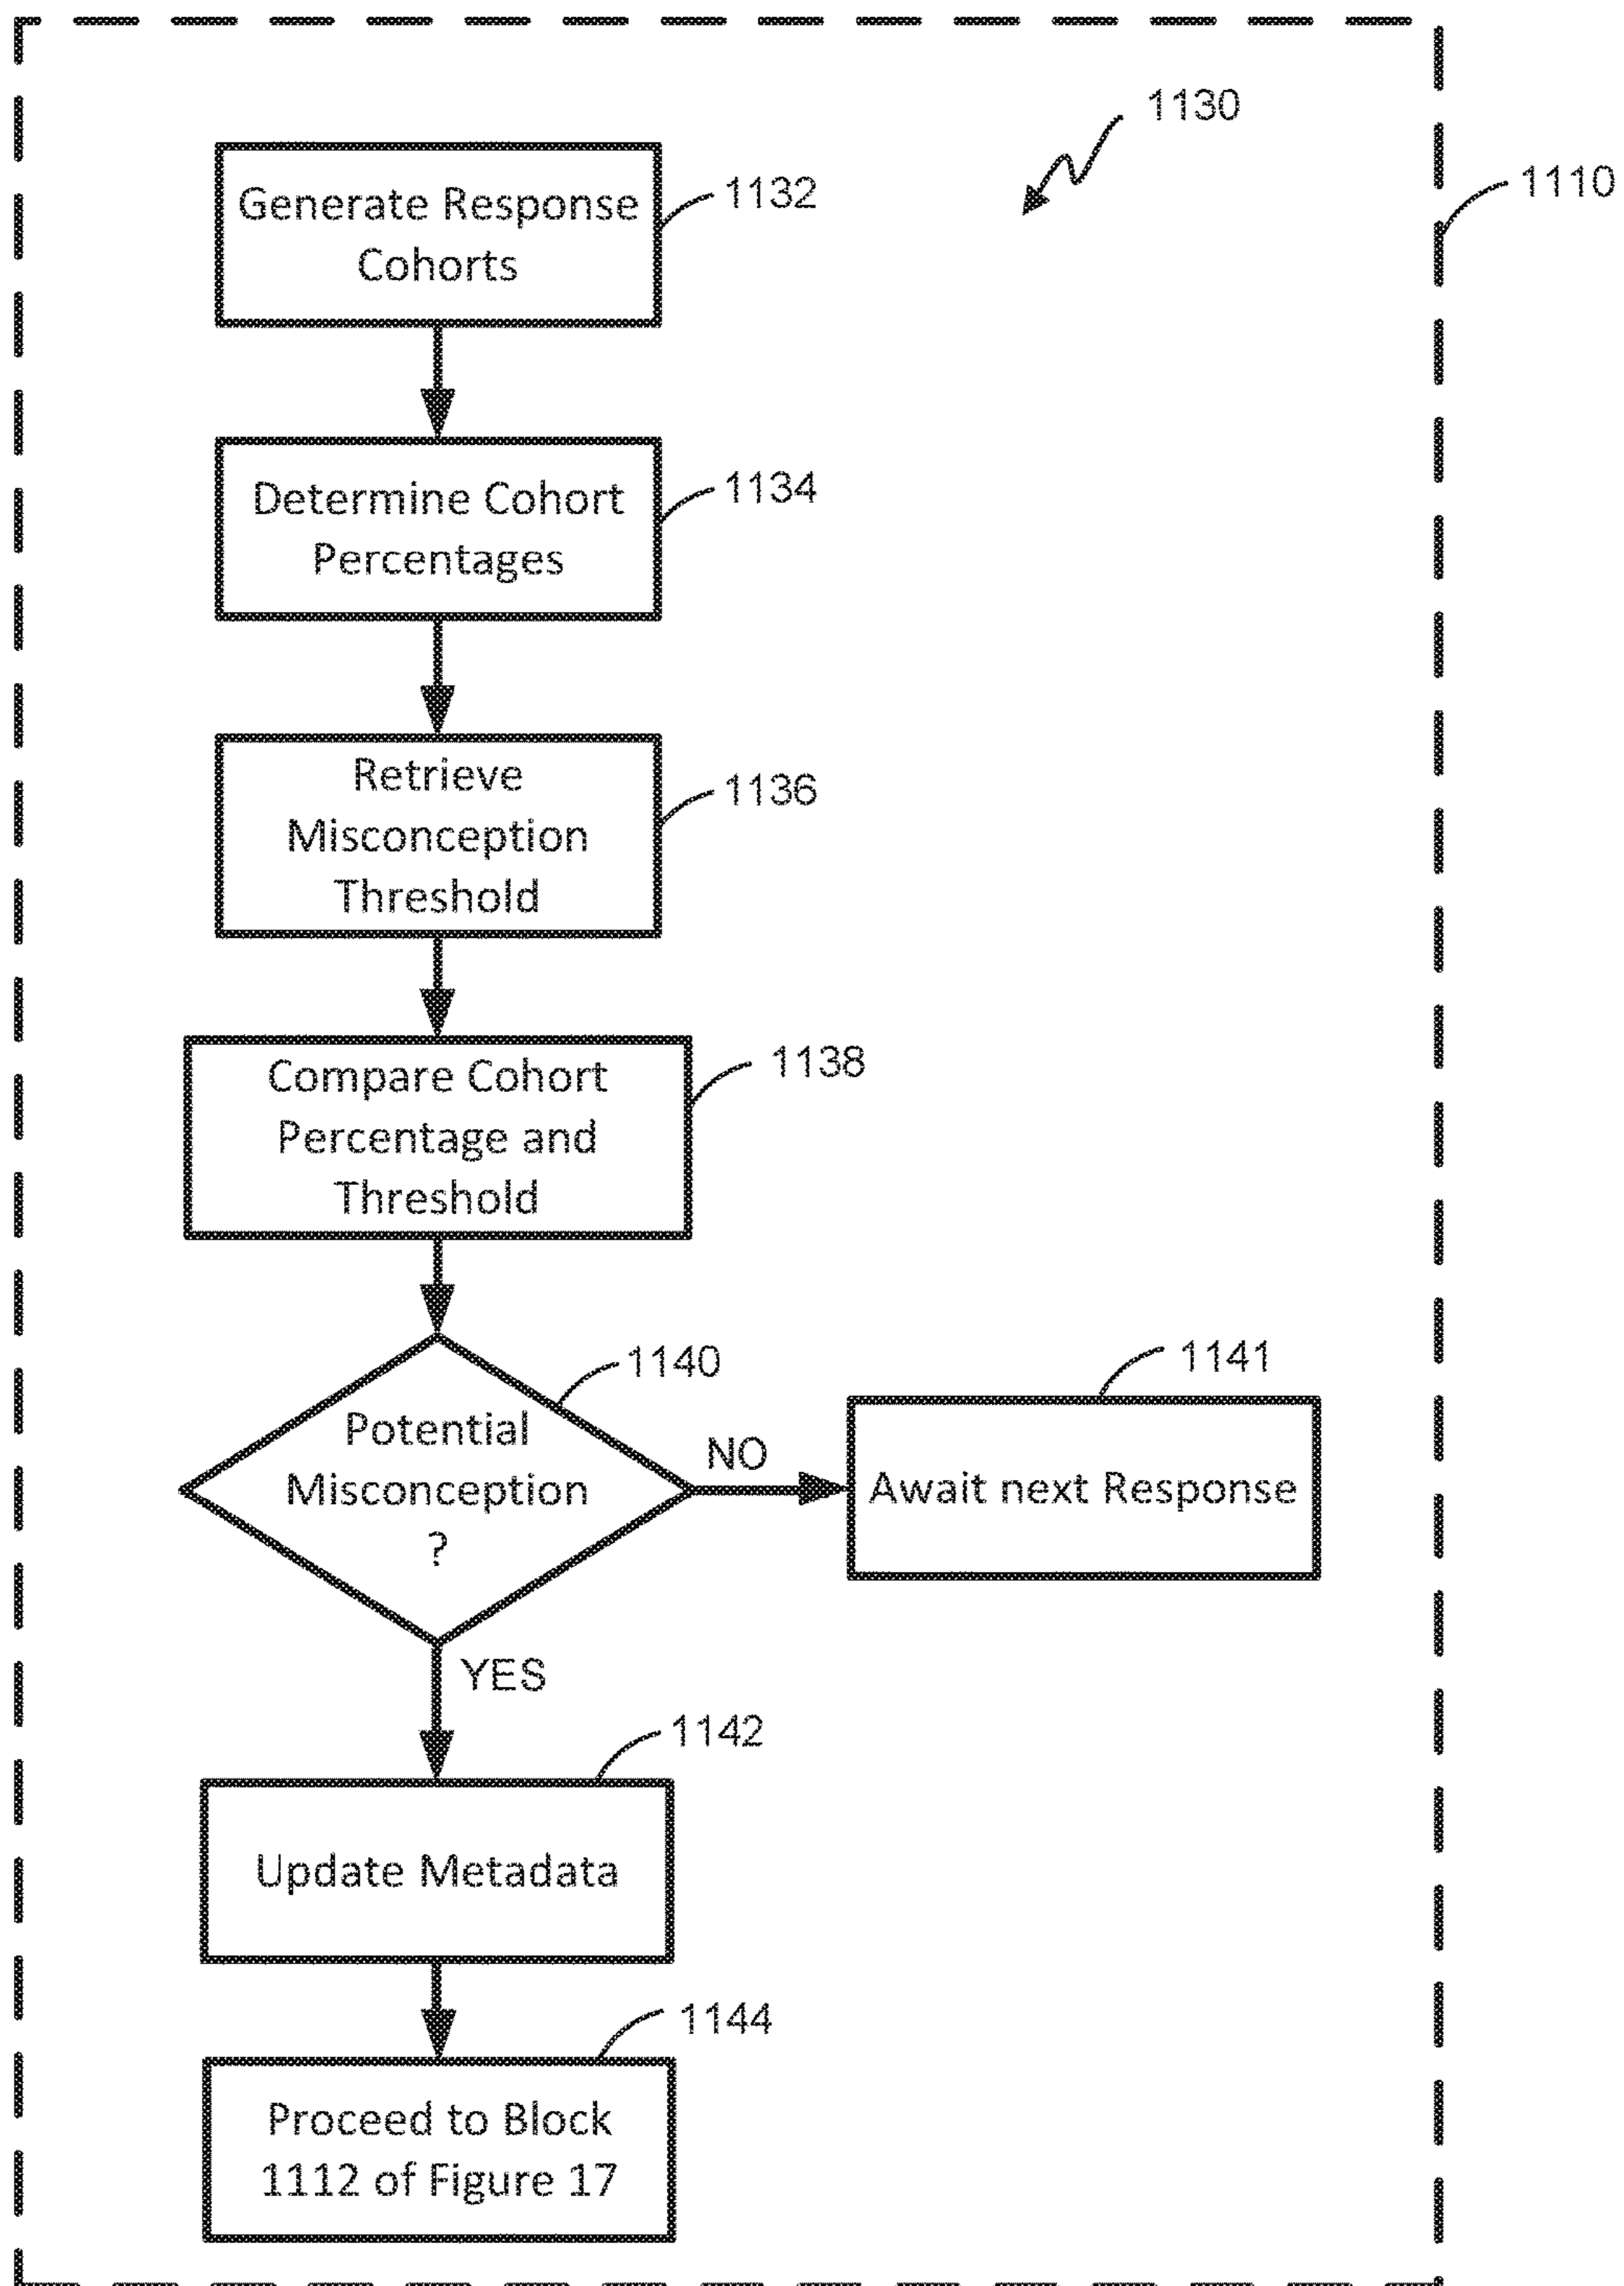 1130
1110
Generate Response
Cohorts
1132
Determine Cohort
Percentages
1134
Retrieve
Misconception
Threshold
1136
Compare Cohort
Percentage and
Threshold
1138
Potential
Misconception
?
1140
NO
Await next Response
1141
YES
Update Metadata
1142
Proceed to Block
1112 of Figure 17
1144